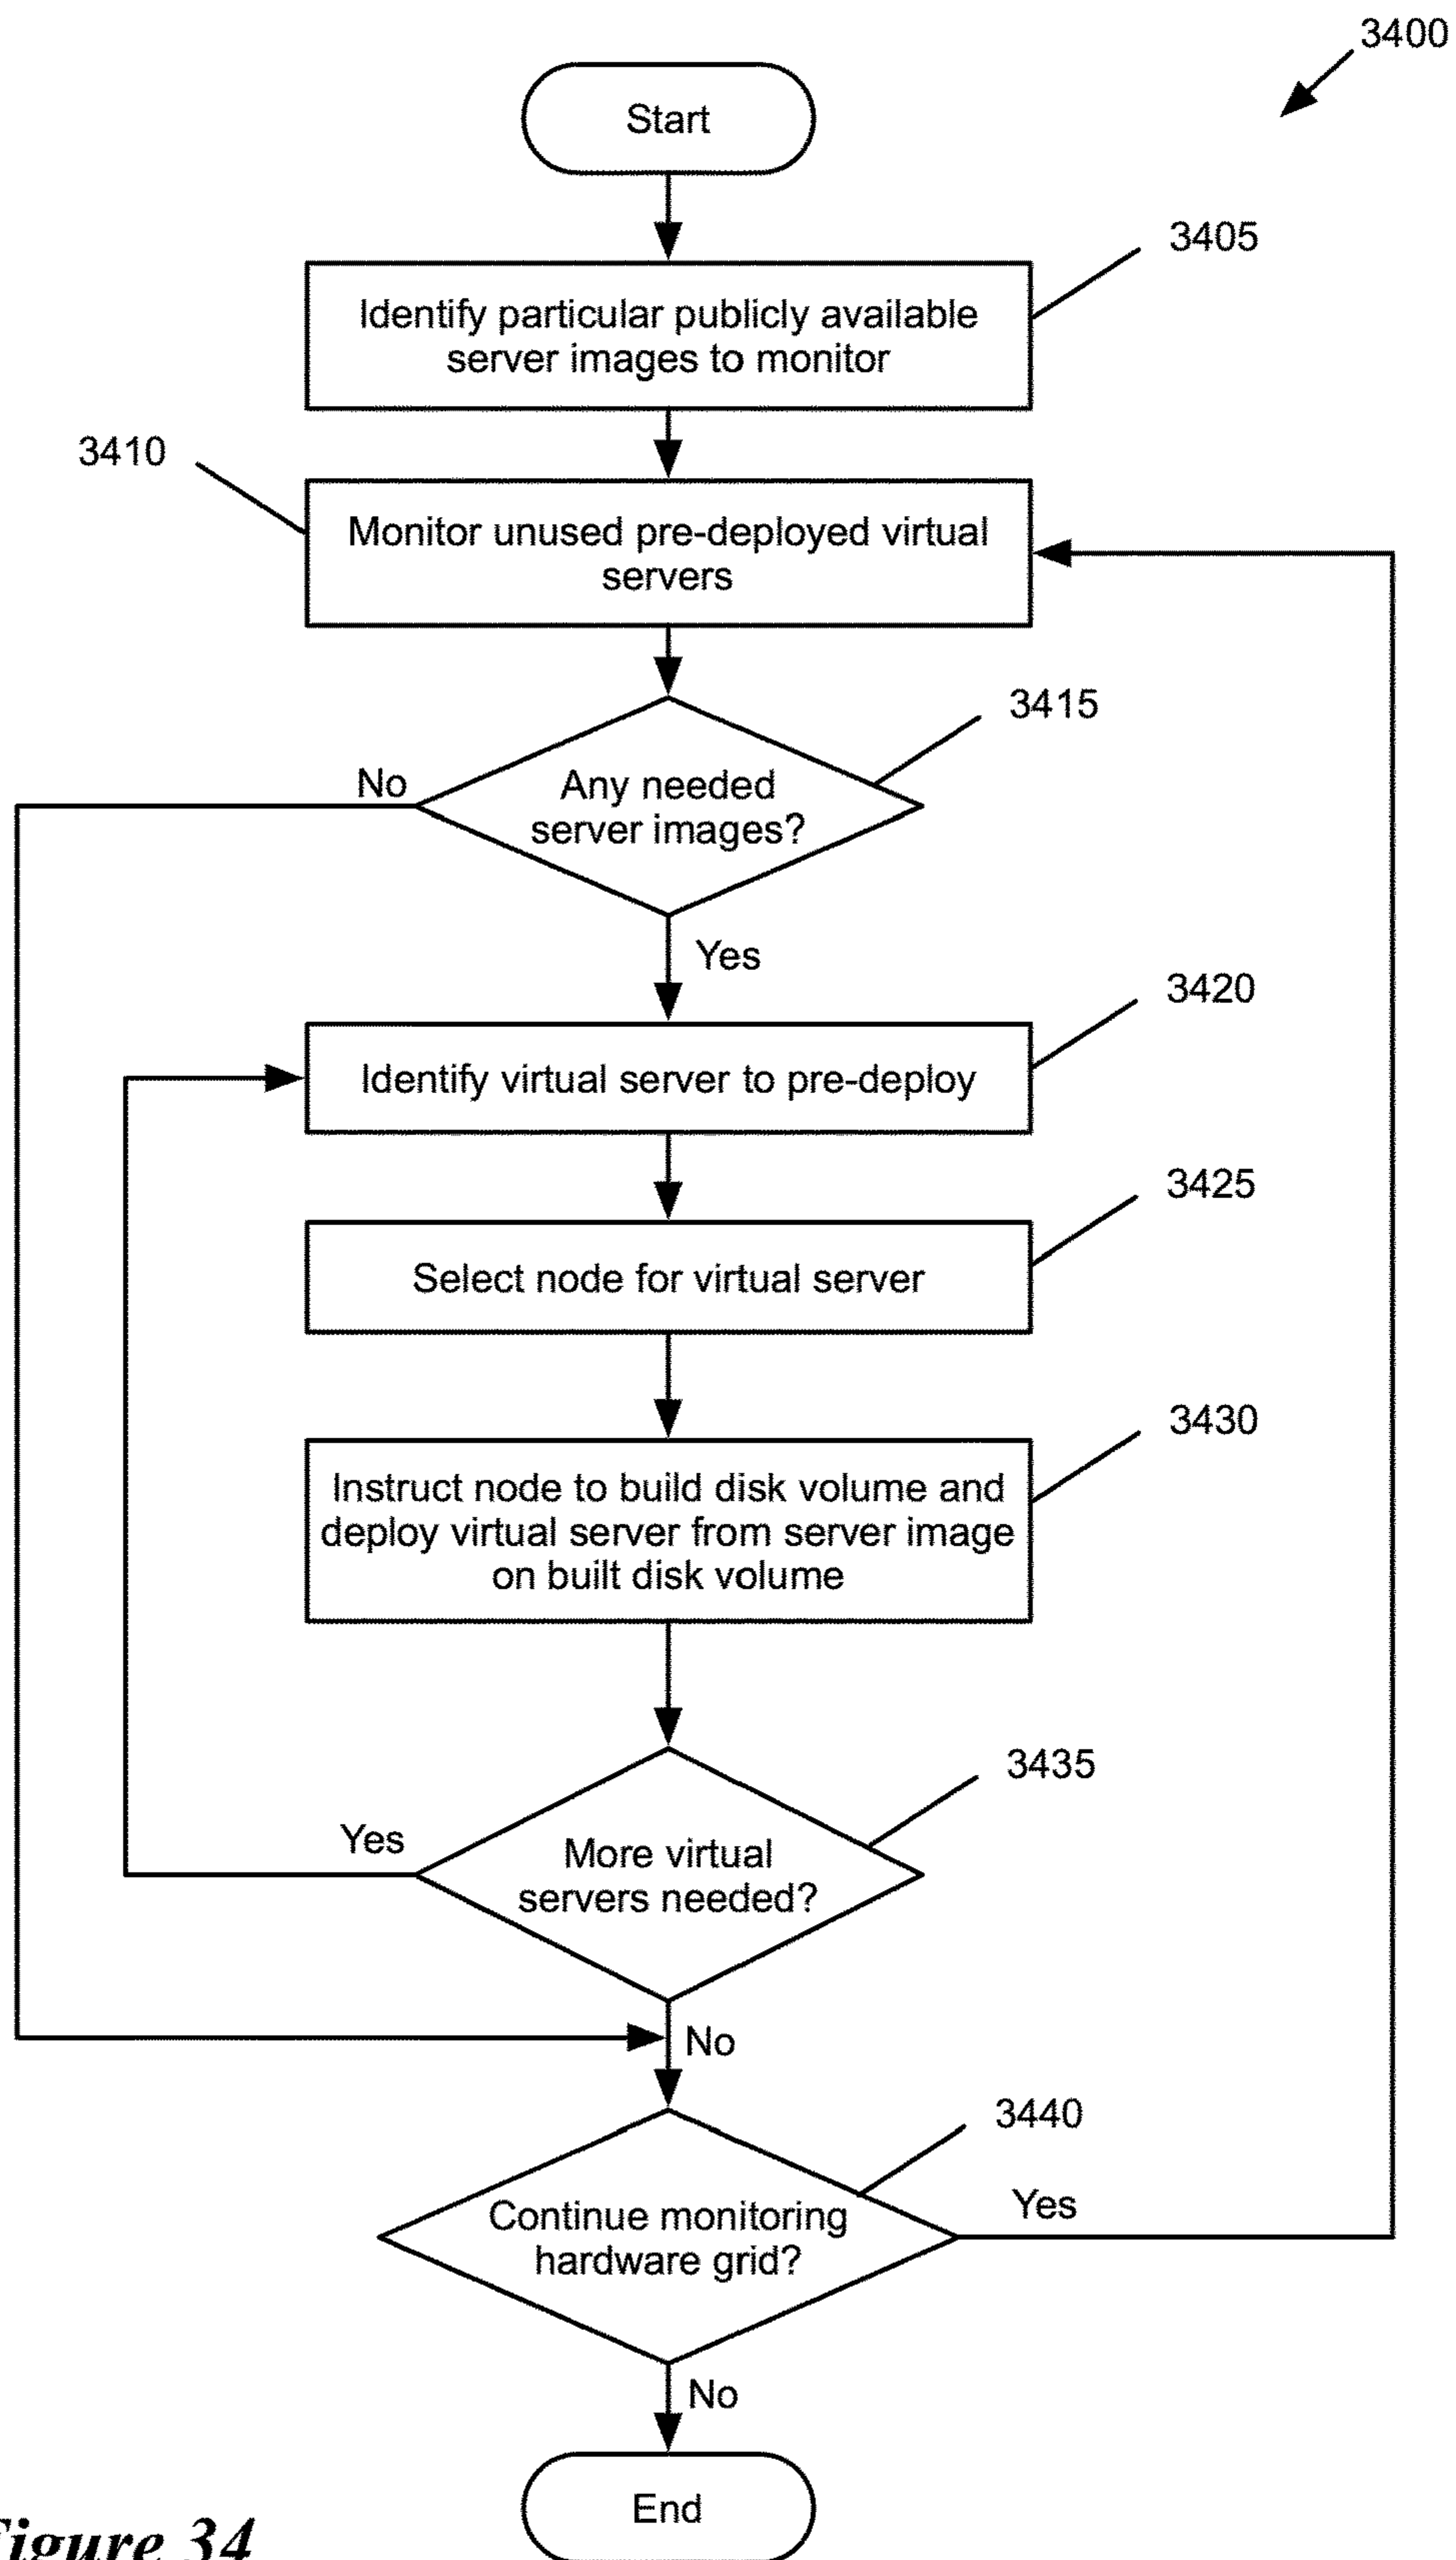 3400
Start
3405
Identify particular publicly available
server images to monitor
3410
Monitor unused pre-deployed virtual
servers
3415
No
Any needed
server images?
Yes
3420
Identify virtual server to pre-deploy
3425
Select node for virtual server
3430
Instruct node to build disk volume and
deploy virtual server from server image
on built disk volume
3435
Yes
More virtual
servers needed?
No
3440
Continue monitoring
hardware grid?
Yes
No
End
Figure 34